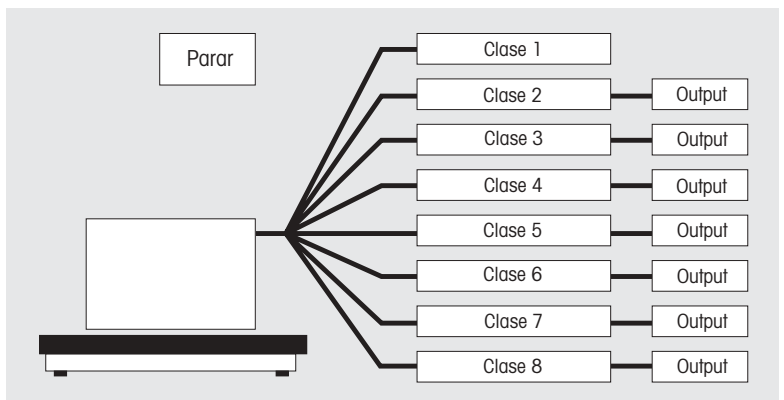 Parar
Clase 1
Clase 2 Output
Clase 3 Output
Clase 4 Output
Clase 5 Output
Clase 6 Output
Clase 7 Output
Clase 8 Output